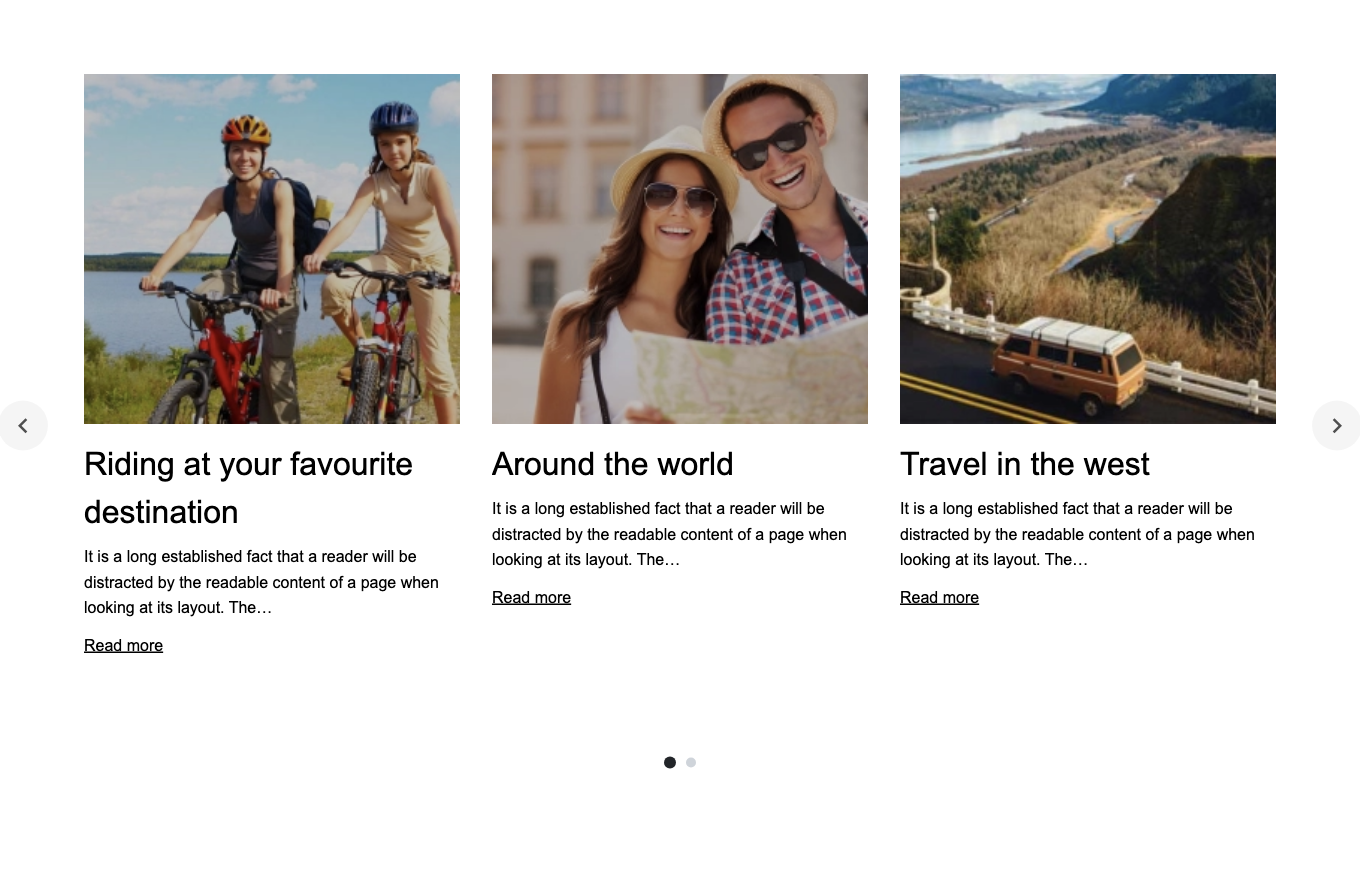 Riding at your favourite
destination
It is a long established fact that a reader will be
distracted by the readable content of a page when
looking at its layout. The…
Read more
Around the world
It is a long established fact that a reader will be
distracted by the readable content of a page when
looking at its layout. The…
Read more
Travel in the west
It is a long established fact that a reader will be
distracted by the readable content of a page when
looking at its layout. The…
Read more